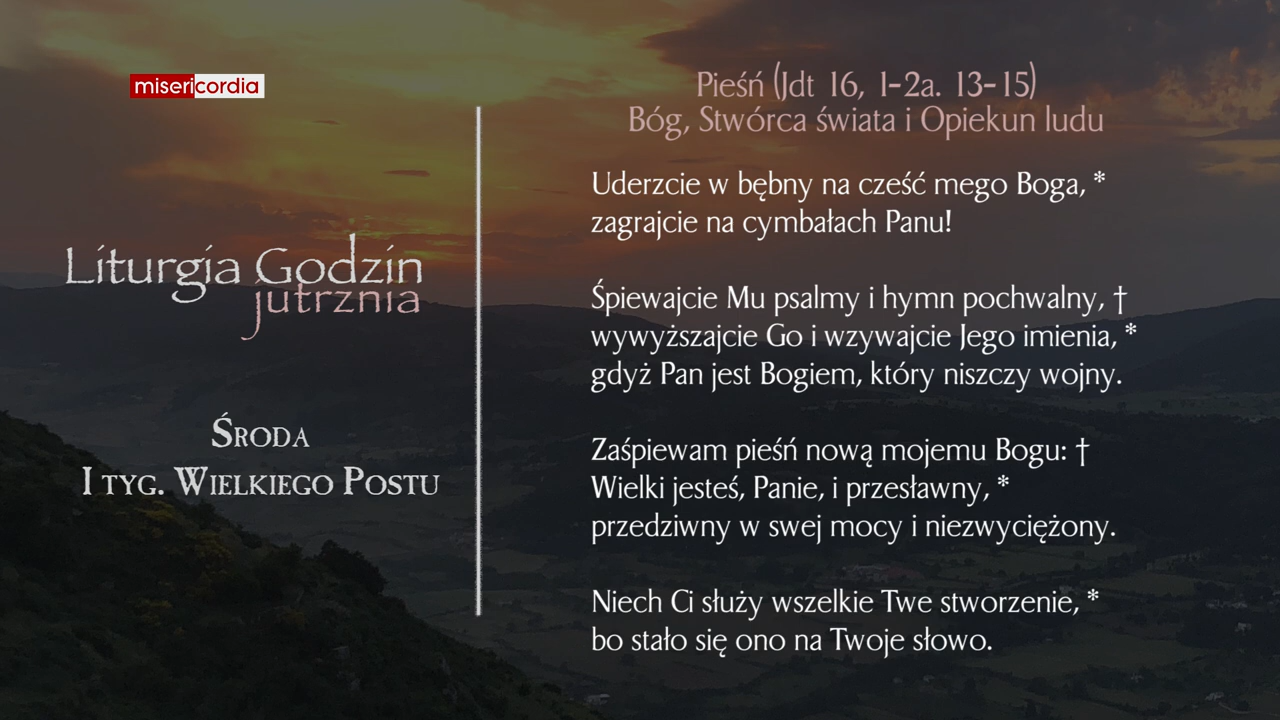 misericordia
Liturgia Godzin
jutrznia
Środa
I tyg. Wielkiego Postu
Pieśń (Jdt 16, 1-2a. 13-15)
Bóg, Stwórca świata i Opiekun ludu
Uderzcie w bębny na cześć mego Boga, *
zagrajcie na cymbałach Panu!
Śpiewajcie Mu psalmy i hymn pochwalny, †
wywyższajcie Go i wzywajcie Jego imienia, *
gdyż Pan jest Bogiem, który niszczy wojny.
Zaśpiewam pieśń nową mojemu Bogu: †
Wielki jesteś, Panie, i przesławny, *
przedziwny w swej mocy i niezwyciężony.
Niech Ci służy wszelkie Twe stworzenie, *
bo stało się ono na Twoje słowo.